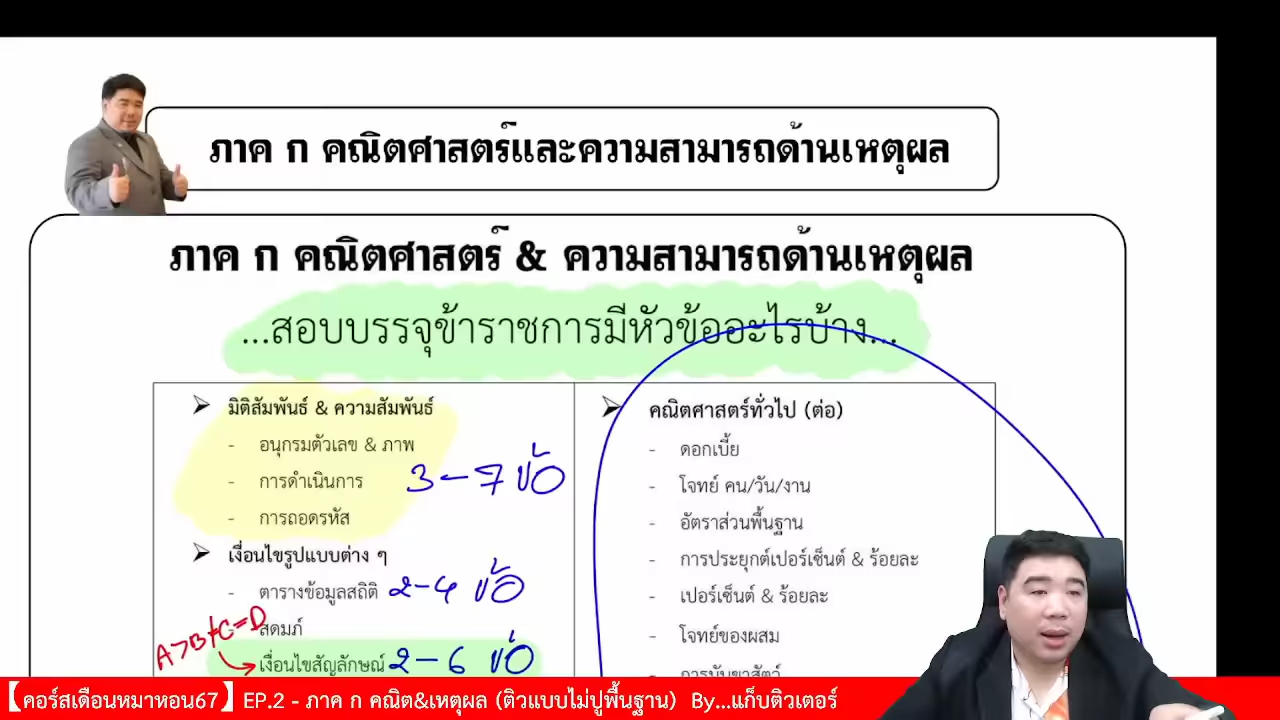 ภาค ก คณิตศาสตร์และความสามารถด้านเหตุผล
ภาค ก คณิตศาสตร์ & ความสามารถด้านเหตุผล
...สอบบรรจุข้าราชการมีหัวข้ออะไรบ้าง...
➢ มิติสัมพันธ์ & ความสัมพันธ์
- อนุกรมตัวเลข & ภาพ
- การดำเนินการ
3 – 7 ข้อ
- การถอดรหัส
➢ เงื่อนไขรูปแบบต่าง ๆ
- ตารางข้อมูลสถิติ 2-4 ข้อ
- สดมภ์
A>B+C=D
เงื่อนไขสัญลักษณ์ 2 – 6 ข้อ
➢ คณิตศาสตร์ทั่วไป (ต่อ)
- ดอกเบี้ย
- โจทย์ คน/วัน/งาน
- อัตราส่วนพื้นฐาน
- การประยุกต์เปอร์เซ็นต์ & ร้อยละ
- เปอร์เซ็นต์ & ร้อยละ
- โจทย์ของผสม
การนับขาสัตว์
【คอร์สเดือนหมาหอน67】 EP.2 - ภาค ก คณิต&เหตุผล (ติวแบบไม่ปูพื้นฐาน) By...แก็บติวเตอร์